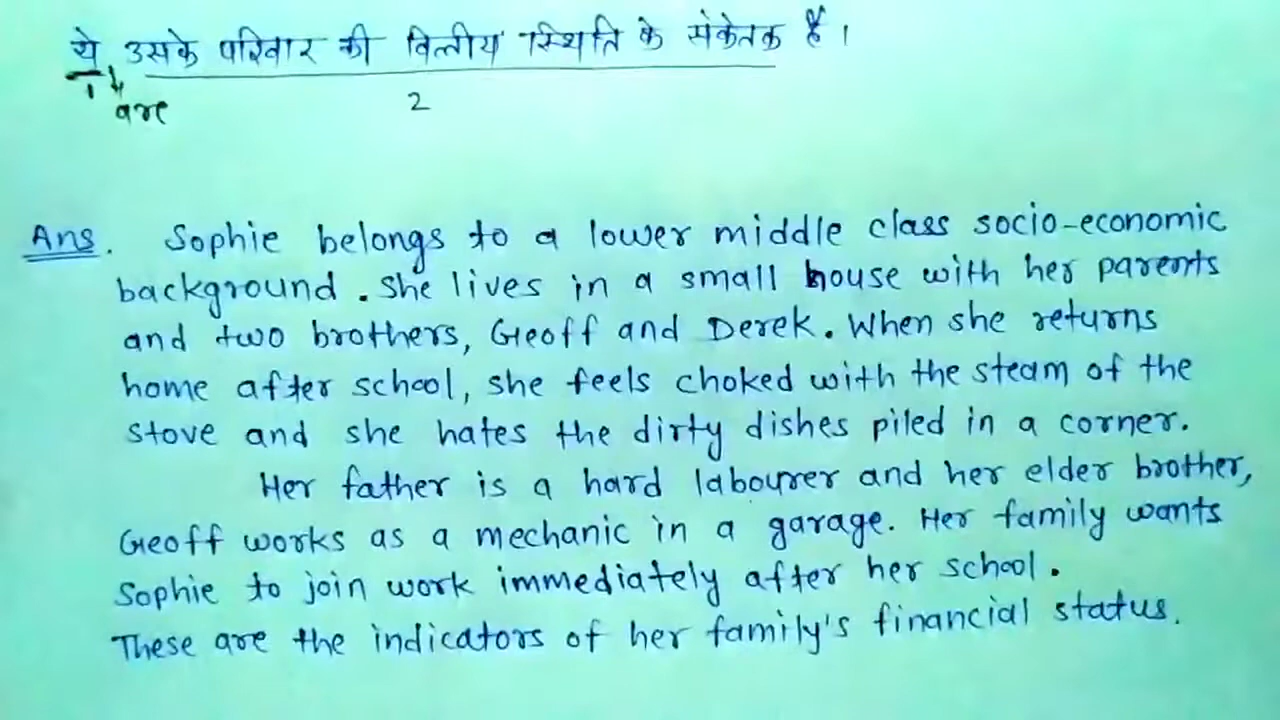 ये उसके परिवार की वित्तीय स्थिति के संकेतक हैं।
1 are 2
Ans. Sophie belongs to a lower middle class socio-economic
background. She lives in a small house with her parents
and two brothers, Geoff and Derek. When she returns
home after school, she feels choked with the steam of the
stove and she hates the dirty dishes piled in a corner.
Her father is a hard labourer and her elder brother,
Geoff works as a mechanic in a garage. Her family wants
Sophie to join work immediately after her school.
These are the indicators of her family's financial status.